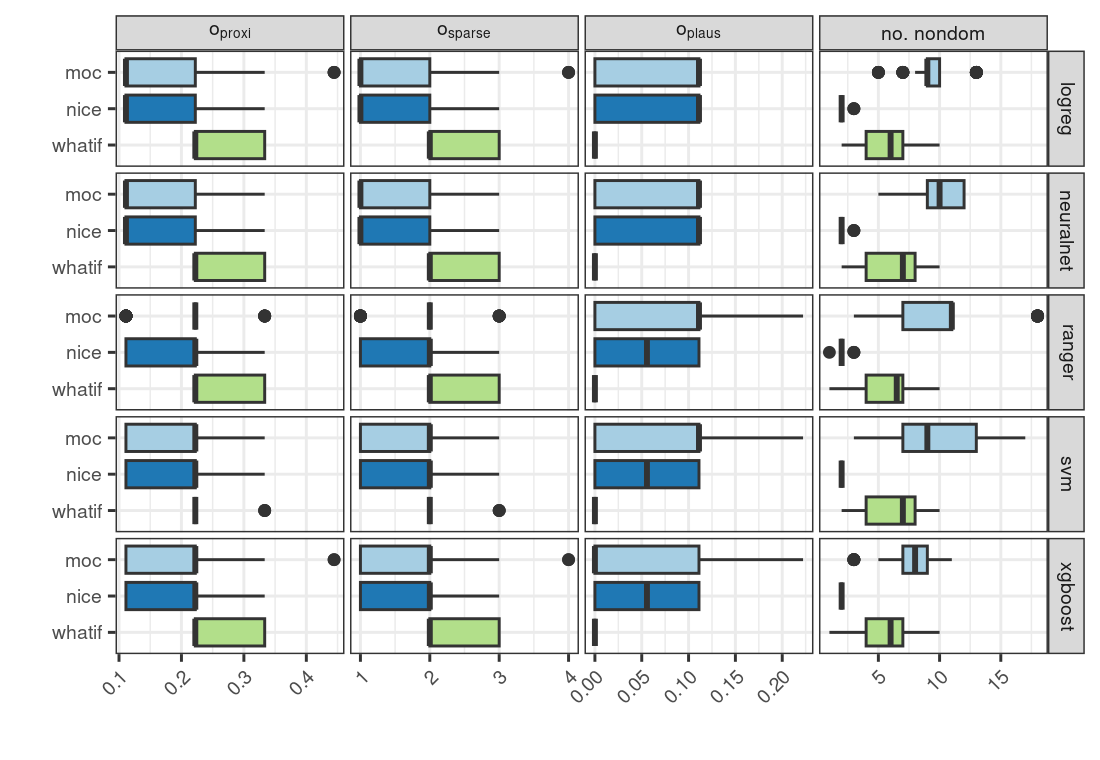 Oproxi
Osparse
Oplaus
no. nondom
moc
nice
whatif
logreg
moc
nice
whatif
neuralnet
moc
nice
whatif
ranger
moc
nice
whatif
svm
moc
nice
whatif
xgboost
0.1 0.2 0.3 0.4
1 2 3 4
0.00 0.05 0.10 0.15 0.20
5 10 15